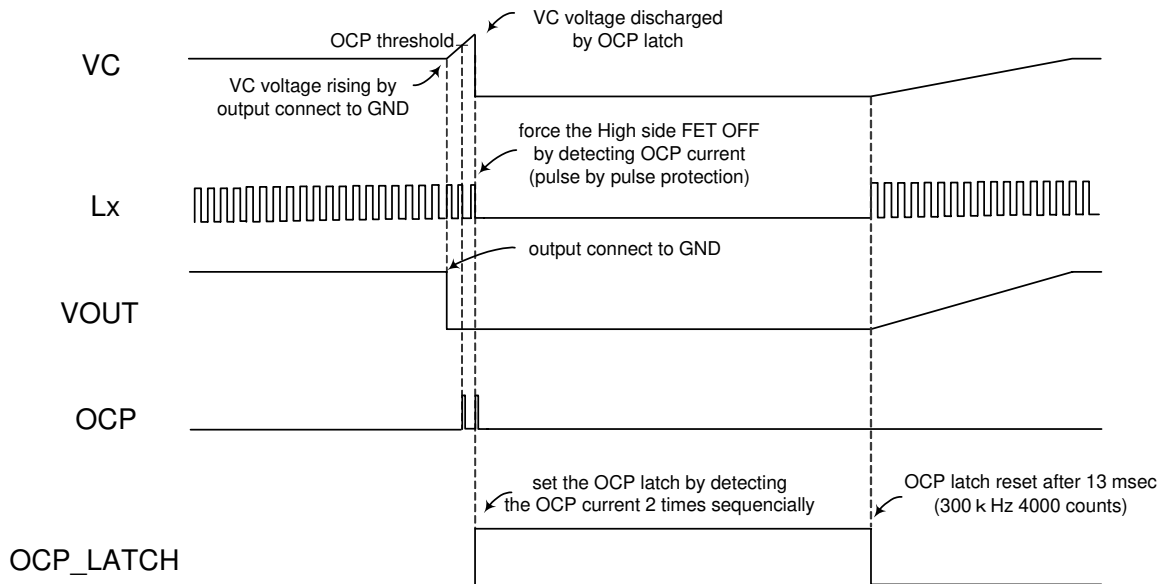 VC voltage discharged
by OCP latch
OCP threshold
VC
VC voltage rising by
output connect to GND
force the High side FET OFF
by detecting OCP current
(pulse by pulse protection)
Lx
output connect to GND
VOUT
OCP
set the OCP latch by detecting
the OCP current 2 times sequencially
OCP latch reset after 13 msec
(300 k Hz 4000 counts)
OCP_LATCH